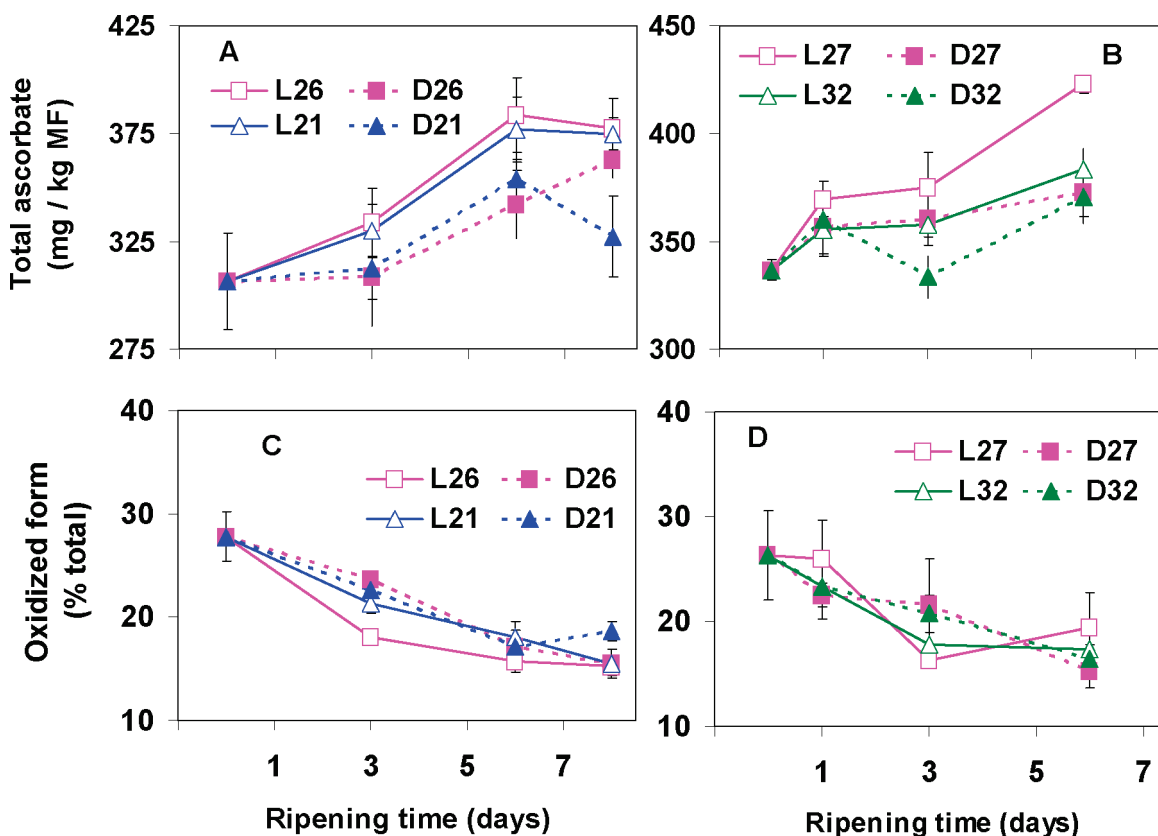 Total ascorbate
(mg / kg MF)
425
375
325
275
A
L26
D26
L21
D21
450
400
350
300
B
L27
D27
L32
D32
Oxidized form
(% total)
40
30
20
10
C
L26
D26
L21
D21
1 3 5 7
Ripening time (days)
40
30
20
10
D
L27
D27
L32
D32
1 3 5 7
Ripening time (days)